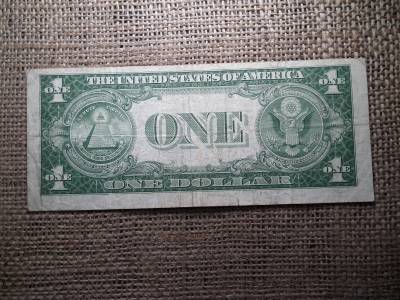 THE UNITED STATES OF AMERICA
1 ONE
1 ONE
ONE
1 ONE
1 ONE
ONE DOLLAR